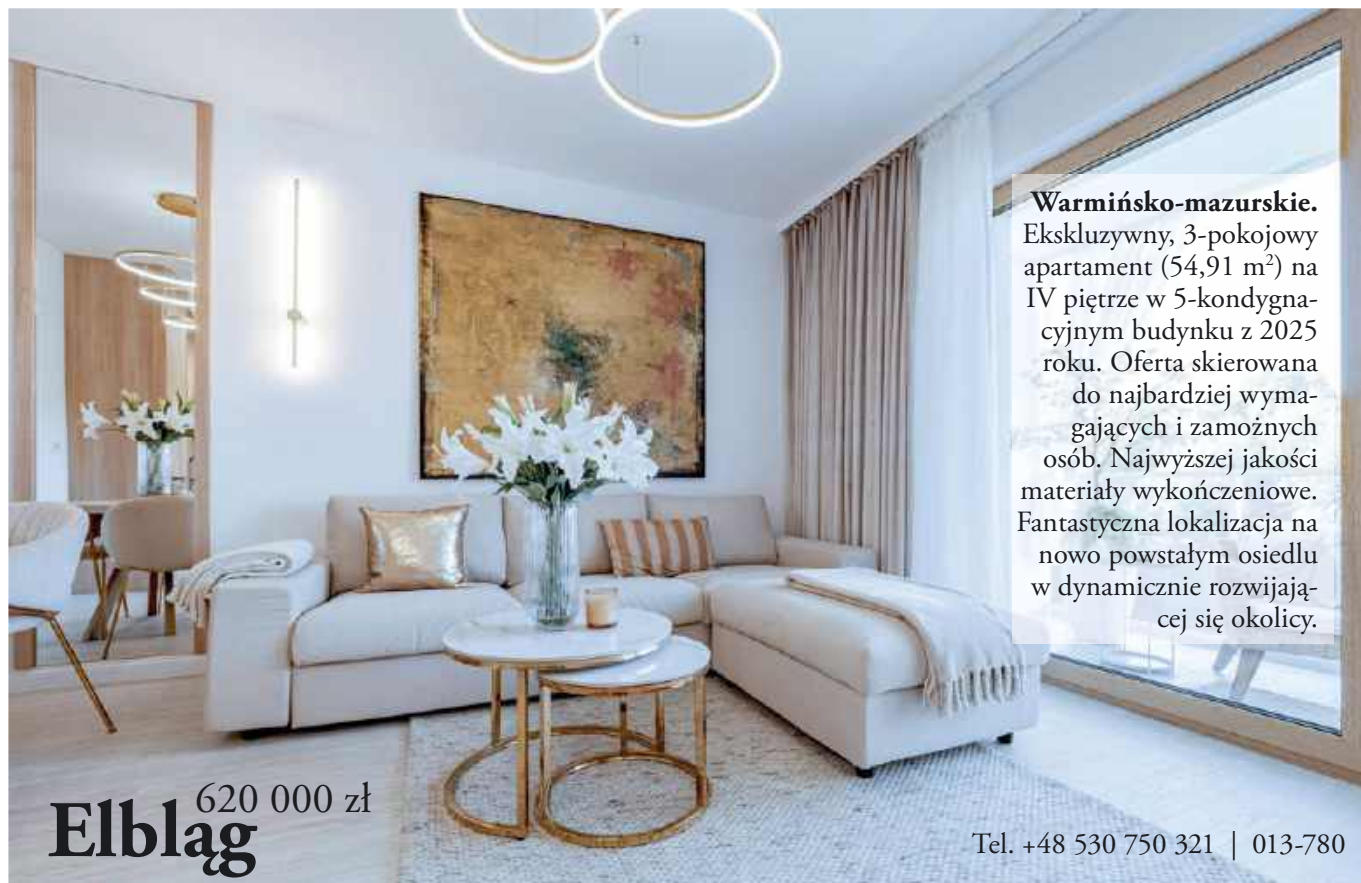 Warmińsko-mazurskie.
Ekskluzywny, 3-pokojowy
apartament (54,91 m²) na
IV piętrze w 5-kondygna-
cyjnym budynku z 2025
roku. Oferta skierowana
do najbardziej wyma-
gających i zamożnych
osób. Najwyższej jakości
materiały wykończeniowe.
Fantastyczna lokalizacja na
nowo powstałym osiedlu
w dynamicznie rozwijają-
cej się okolicy.
Elbląg 620 000 zł
Tel. +48 530 750 321 | 013-780